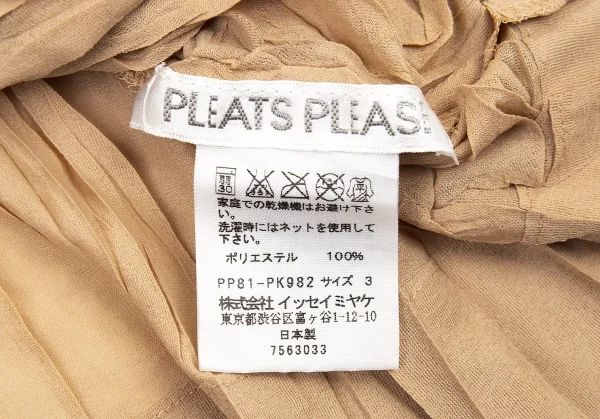 PLEATS PLEASE
弱
30
家庭での乾燥機はお避け下さ
い。
洗濯時にはネットを使用して
下さい。
ポリエステル 100%
PP81-PK982 サイズ 3
株式会社 イッセイミヤケ
東京都渋谷区富ヶ谷1-12-10
日本製
7563033